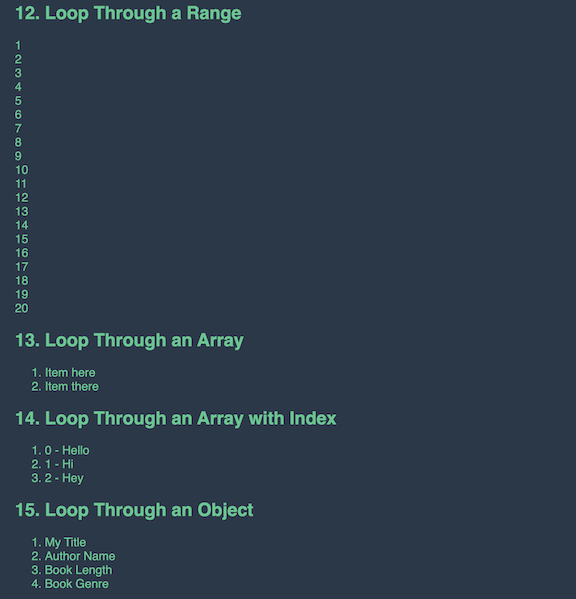 12. Loop Through a Range
1
2
3
4
5
6
7
8
9
10
11
12
13
14
15
16
17
18
19
20
13. Loop Through an Array
1. Item here
2. Item there
14. Loop Through an Array with Index
1. 0 - Hello
2. 1 - Hi
3. 2 - Hey
15. Loop Through an Object
1. My Title
2. Author Name
3. Book Length
4. Book Genre